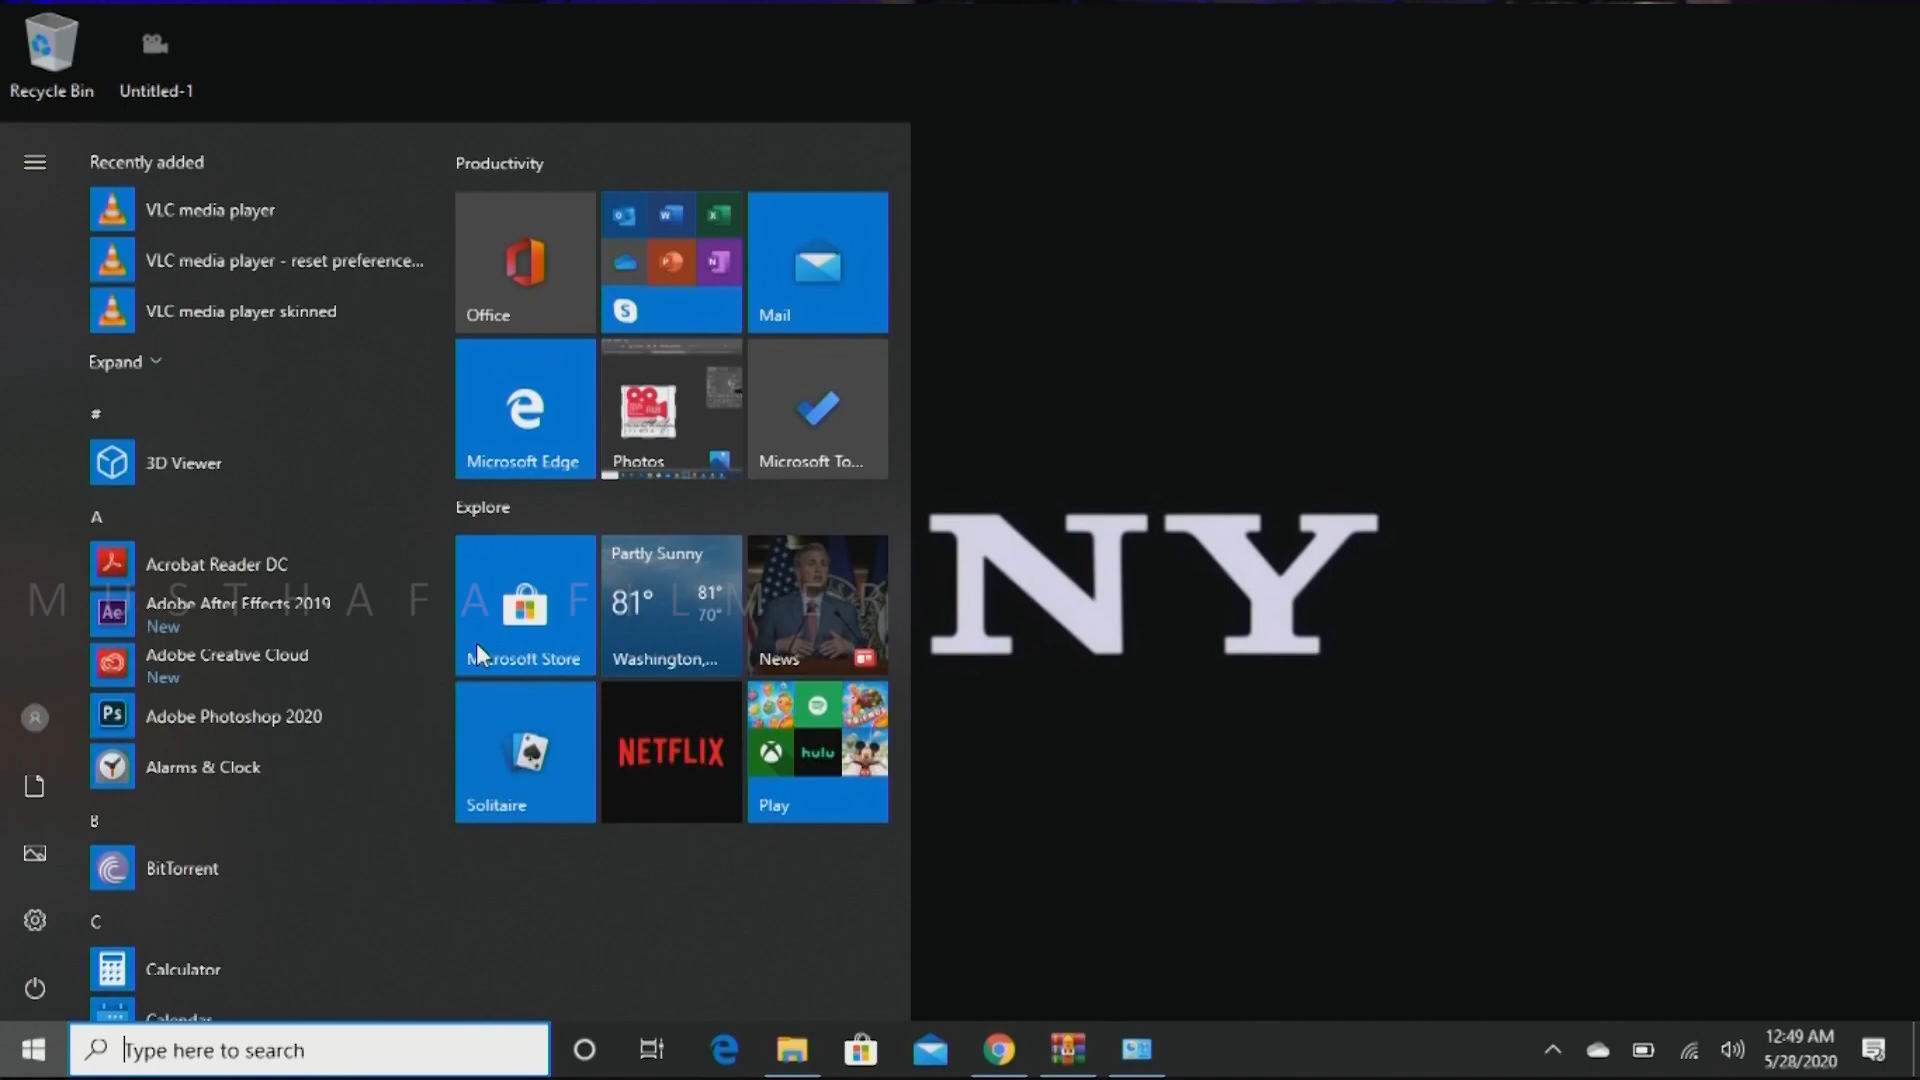 Recycle Bin
Untitled-1
Recently added
VLC media player
VLC media player - reset preference...
VLC media player skinned
Expand
#
3D Viewer
A
Acrobat Reader DC
Adobe After Effects 2019
New
Adobe Creative Cloud
New
Adobe Photoshop 2020
Alarms & Clock
B
BitTorrent
C
Calculator
Calendar
Productivity
Office
Mail
Microsoft Edge
Photos
Microsoft To...
Explore
Microsoft Store
Partly Sunny
81° 81°
70°
Washington,...
News
Solitaire
NETFLIX
hulu
Play
MUSTHAFA FILMER
NY
Type here to search
12:49 AM
5/28/2020